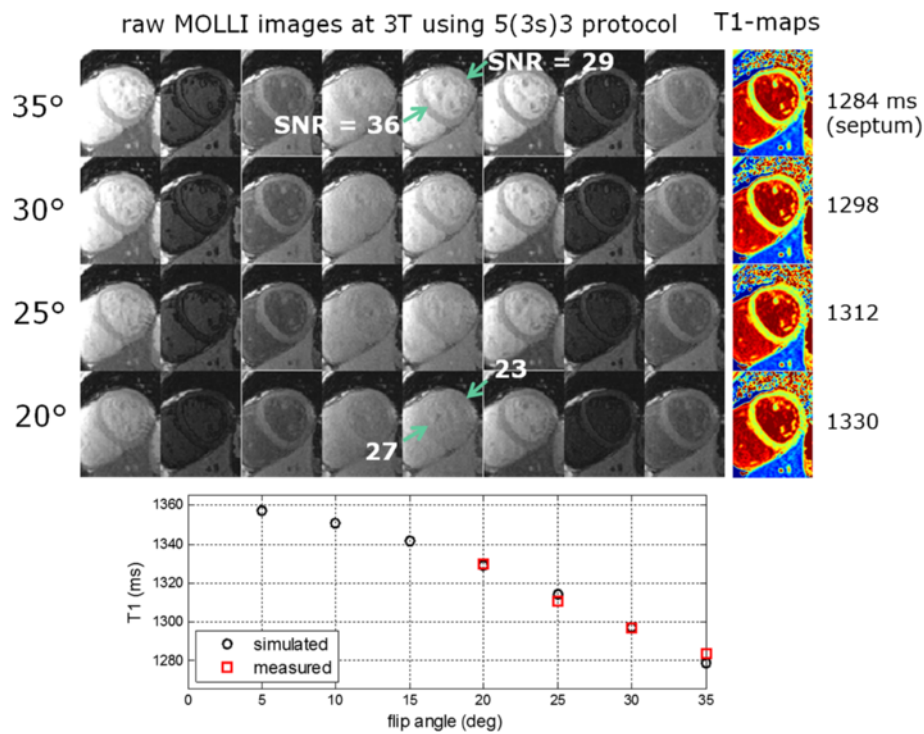 raw MOLLI images at 3T using 5(3s)3 protocol
T1-maps
35°
SNR = 29
SNR = 36
1284 ms
(septum)
30°
1298
25°
1312
20°
23
27
1330
1360
1340
1320
1300
1280
T1 (ms)
simulated
measured
0 5 10 15 20 25 30 35
flip angle (deg)